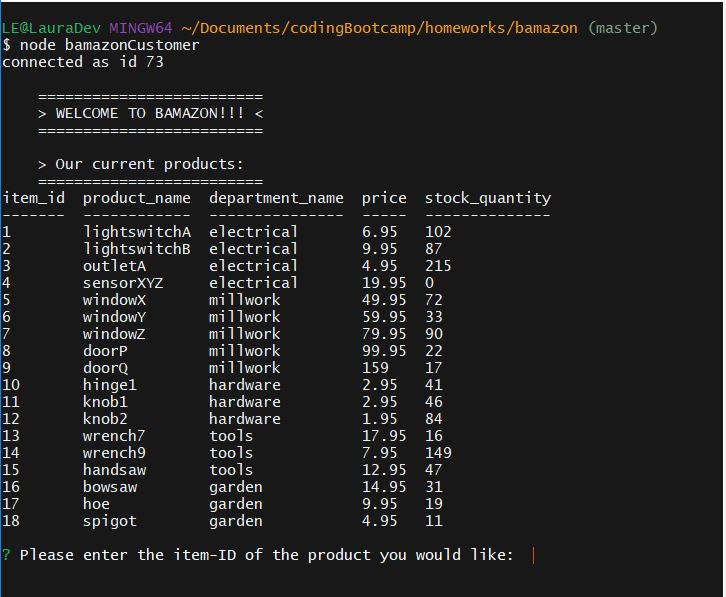 LE@LauraDev MINGW64 ~/Documents/codingBootcamp/homeworks/bamazon (master)
$ node bamazonCustomer
connected as id 73
=========================
> WELCOME TO BAMAZON!!! <
=========================
> Our current products:
=========================
item_id  product_name  department_name  price  stock_quantity
-------  ------------  ---------------  -----  --------------
1        lightswitchA  electrical       6.95   102
2        lightswitchB  electrical       9.95   87
3        outletA       electrical       4.95   215
4        sensorXYZ     electrical       19.95  0
5        windowX       millwork         49.95  72
6        windowY       millwork         59.95  33
7        windowZ       millwork         79.95  90
8        doorP         millwork         99.95  22
9        doorQ         millwork         159    17
10       hinge1        hardware         2.95   41
11       knob1         hardware         2.95   46
12       knob2         hardware         1.95   84
13       wrench7       tools            17.95  16
14       wrench9       tools            7.95   149
15       handsaw       tools            12.95  47
16       bowsaw        garden           14.95  31
17       hoe           garden           9.95   19
18       spigot        garden           4.95   11
? Please enter the item-ID of the product you would like: